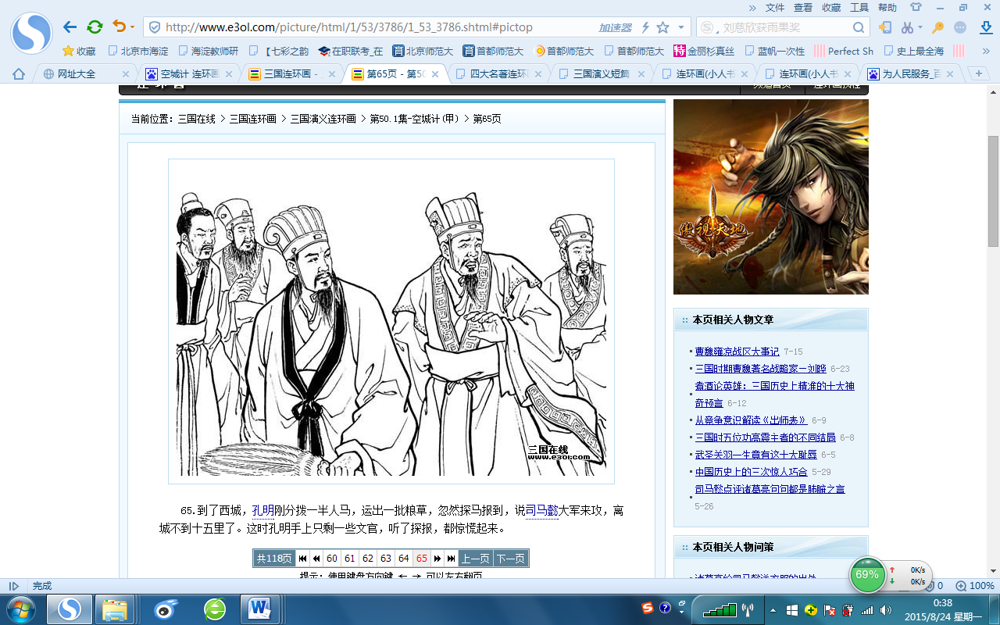 » 文件 查看 收藏 工具 帮助
http://www.e3ol.com/picture/html/1/53/3786/1_53_3786.shtml#pictop 加速器 刘慈欣获雨果奖
收藏 北京市海淀 海淀教师研 【七彩之韵 在职联考_在 首 北京师范大 首 首都师范大 首都师范大 首都师范大 特 金丽杉真丝 蓝帆一次性 Perfect Sh 史上最全海 »
网址大全 空城计 连环画 三国连环画 - 第65页 - 第50 四大名著连环 三国演义短篇 连环画(小人书 连环画(小人书 为人民服务_百
当前位置：三国在线 > 三国连环画 > 三国演义连环画 > 第50.1集-空城计(甲) > 第65页
傲视天地
三国在线
www.e3ol.com
65.到了西城，孔明刚分拨一半人马，运出一批粮草，忽然探马报到，说司马懿大军来攻，离
城不到十五里了。这时孔明手上只剩一些文官，听了探报，都惊慌起来。
共118页 60 61 62 63 64 65 上一页 下一页
提示：使用键盘方向键 ← → 可以左右翻页
本页相关人物文章
曹魏雍京战区大事记 7-15
三国时期曹魏著名战略家—刘晔 6-23
煮酒论英雄：三国历史上精准的十大神
奇预言 6-12
从竞争意识解读《出师表》 6-9
三国时五位功高震主者的不同结局 6-8
武圣关羽一生竟有这十大耻辱 6-5
中国历史上的三次惊人巧合 5-29
司马懿点评诸葛亮句句都是肺腑之言
5-26
本页相关人物问策
诸葛亮给司马懿送衣服的出处
69% 0K/s
0K/s
完成 0 100%
0:38
2015/8/24 星期一